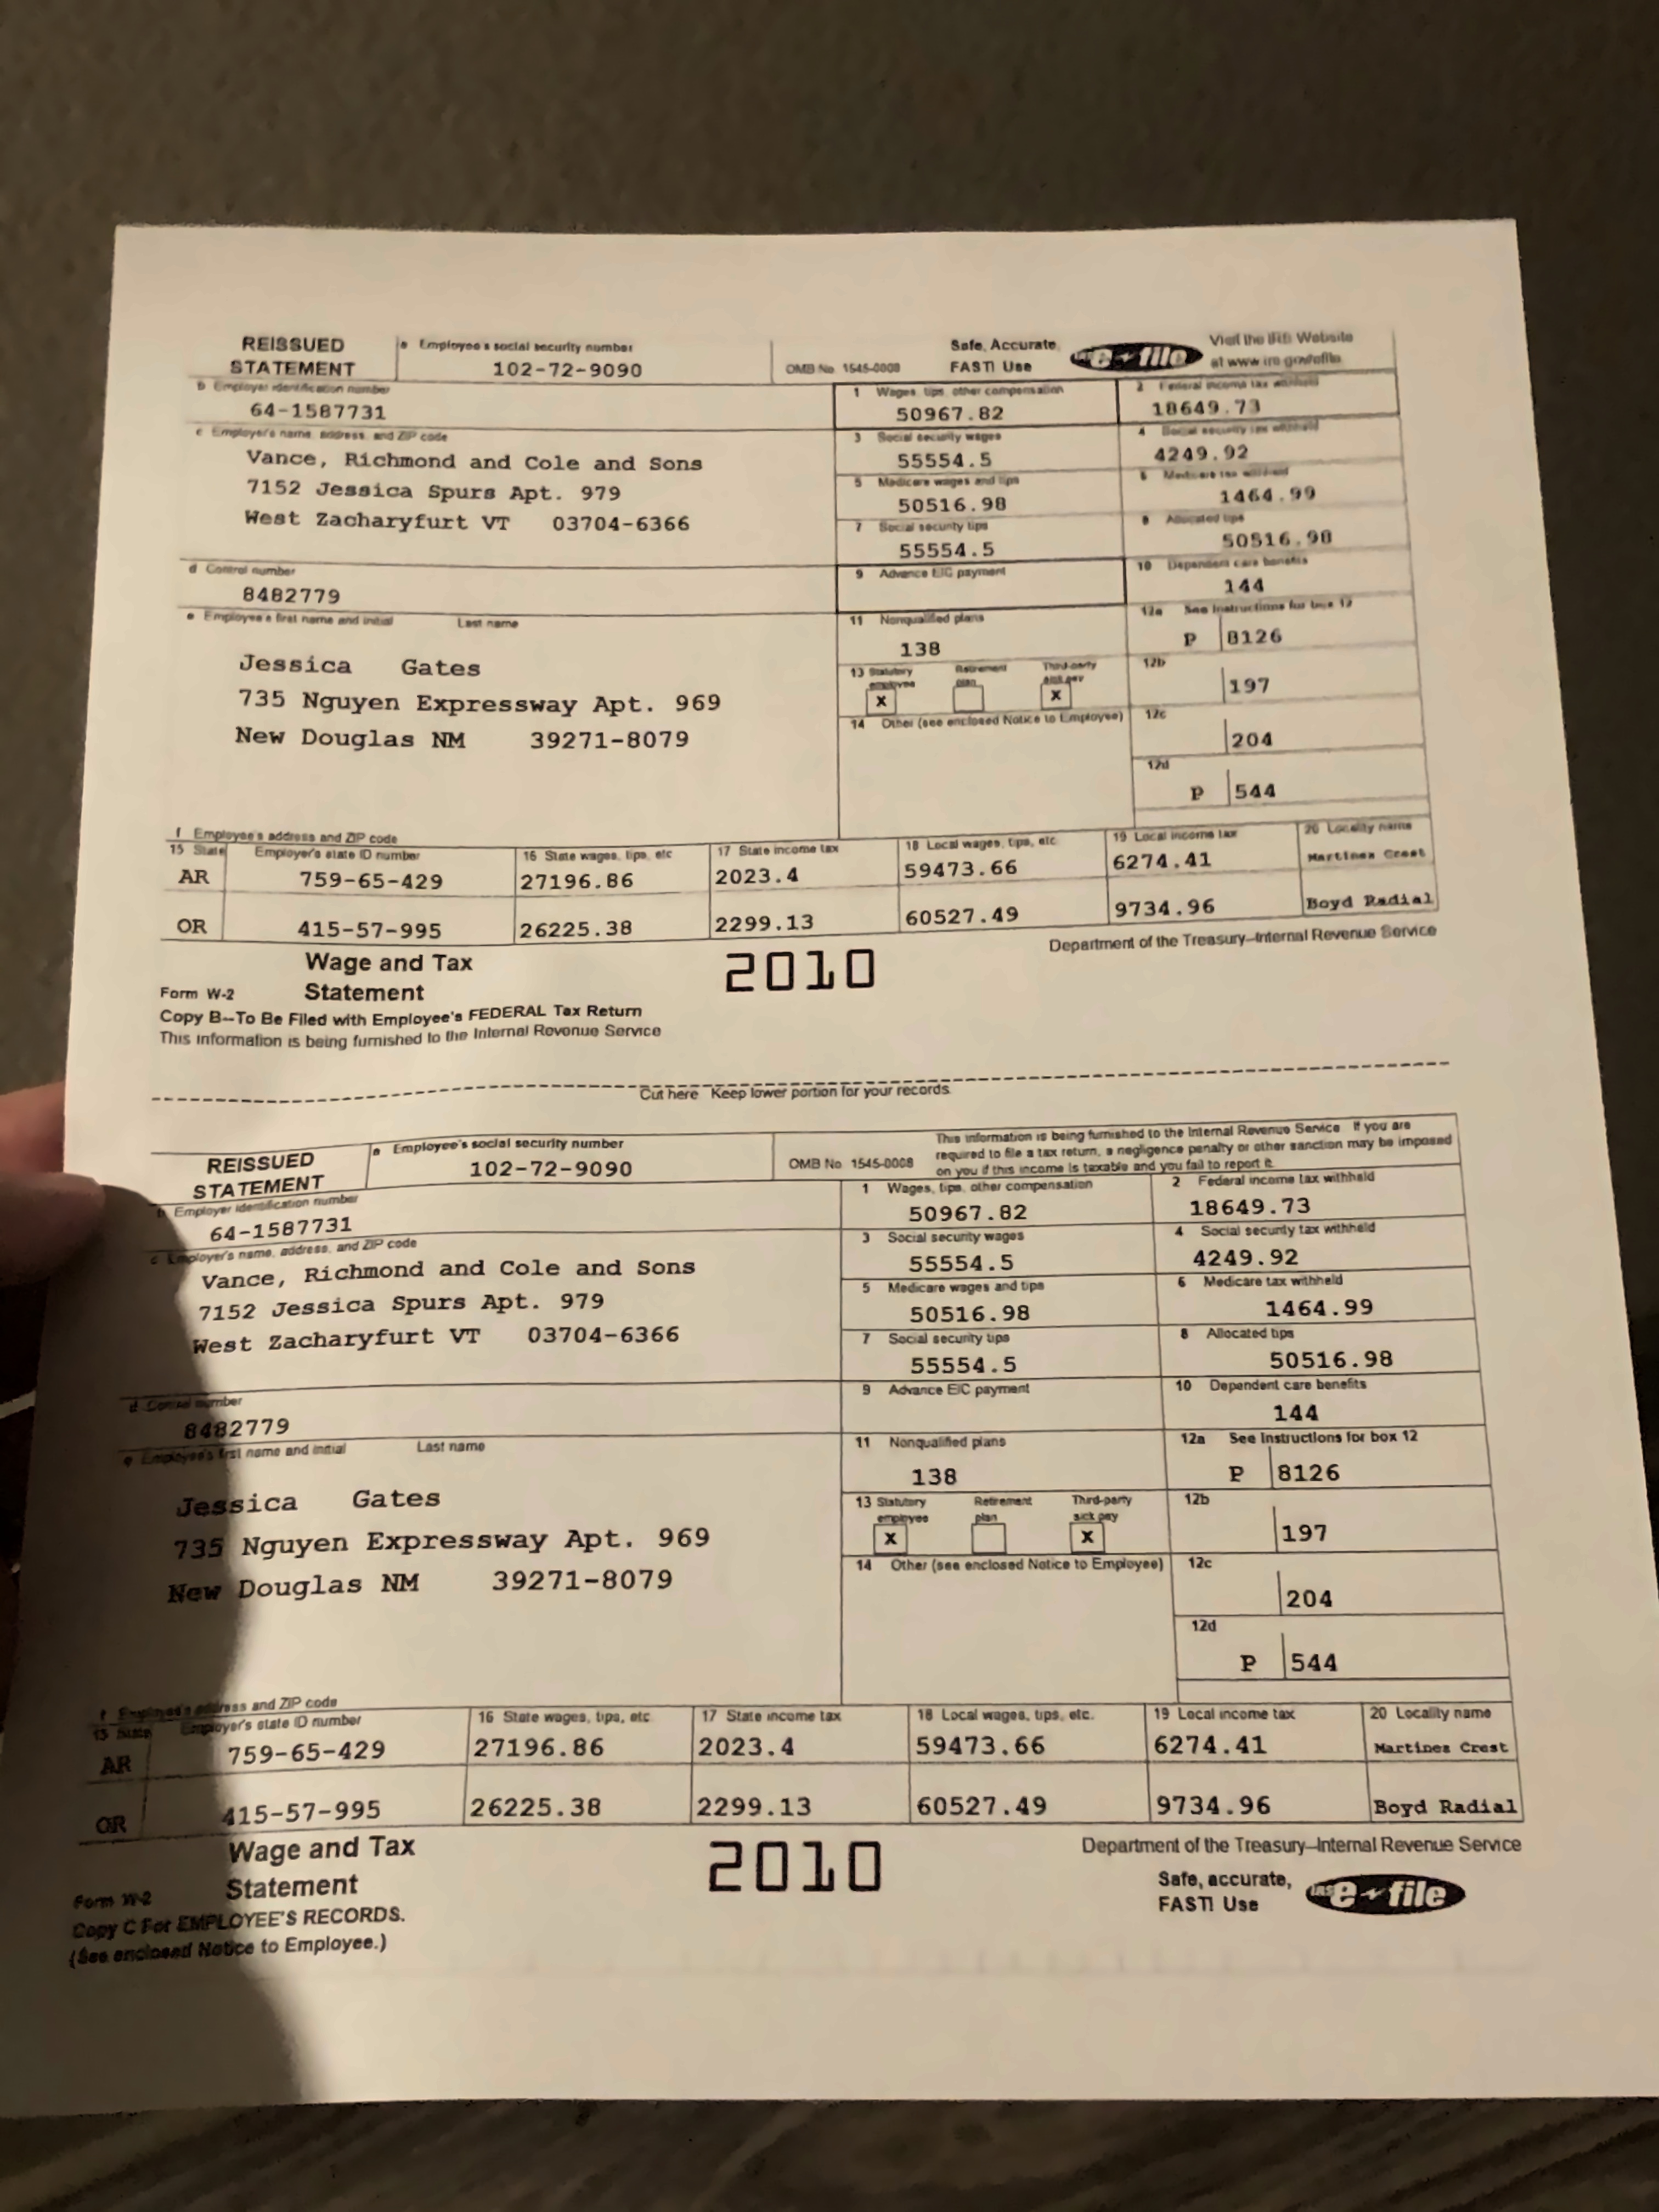 REISSUED STATEMENT
a Employee's social security number
102-72-9090
OMB No 1545-0008
Safe, Accurate,
FAST! Use
e-file
Visit the IRS Website
at www.irs.gov/efile
b Employer identification number
64-1587731
1 Wages, tips, other compensation
50967.82
2 Federal income tax withheld
18649.73
c Employer's name, address, and ZIP code
Vance, Richmond and Cole and Sons
7152 Jessica Spurs Apt. 979
West Zacharyfurt VT 03704-6366
3 Social security wages
55554.5
4 Social security tax withheld
4249.92
5 Medicare wages and tips
50516.98
6 Medicare tax withheld
1464.99
7 Social security tips
55554.5
8 Allocated tips
50516.98
d Control number
8482779
9 Advance EIC payment
10 Dependent care benefits
144
e Employee's first name and initial Last name
Jessica Gates
735 Nguyen Expressway Apt. 969
New Douglas NM 39271-8079
11 Nonqualified plans
138
12a See Instructions for box 12
P 8126
13 Statutory employee Retirement plan Third-party sick pay
X X
12b
197
14 Other (see enclosed Notice to Employee)
12c
204
12d
P 544
f Employee's address and ZIP code
15 State Employer's state ID number 16 State wages, tips, etc 17 State income tax 18 Local wages, tips, etc. 19 Local income tax 20 Locality name
AR 759-65-429 27196.86 2023.4 59473.66 6274.41 Martinez Crest
OR 415-57-995 26225.38 2299.13 60527.49 9734.96 Boyd Radial
Wage and Tax
Form W-2 Statement
2010
Department of the Treasury--Internal Revenue Service
Copy B--To Be Filed with Employee's FEDERAL Tax Return
This information is being furnished to the Internal Revenue Service
Cut here Keep lower portion for your records
REISSUED STATEMENT
a Employee's social security number
102-72-9090
OMB No 1545-0008
This information is being furnished to the Internal Revenue Service If you are
required to file a tax return, a negligence penalty or other sanction may be imposed
on you if this income is taxable and you fail to report it.
b Employer identification number
64-1587731
1 Wages, tips, other compensation
50967.82
2 Federal income tax withheld
18649.73
c Employer's name, address, and ZIP code
Vance, Richmond and Cole and Sons
7152 Jessica Spurs Apt. 979
West Zacharyfurt VT 03704-6366
3 Social security wages
55554.5
4 Social security tax withheld
4249.92
5 Medicare wages and tips
50516.98
6 Medicare tax withheld
1464.99
7 Social security tips
55554.5
8 Allocated tips
50516.98
d Control number
8482779
9 Advance EIC payment
10 Dependent care benefits
144
e Employee's first name and initial Last name
Jessica Gates
735 Nguyen Expressway Apt. 969
New Douglas NM 39271-8079
11 Nonqualified plans
138
12a See Instructions for box 12
P 8126
13 Statutory employee Retirement plan Third-party sick pay
X X
12b
197
14 Other (see enclosed Notice to Employee)
12c
204
12d
P 544
f Employee's address and ZIP code
15 State Employer's state ID number 16 State wages, tips, etc. 17 State income tax 18 Local wages, tips, etc. 19 Local income tax 20 Locality name
AR 759-65-429 27196.86 2023.4 59473.66 6274.41 Martinez Crest
OR 415-57-995 26225.38 2299.13 60527.49 9734.96 Boyd Radial
Wage and Tax
Form W-2 Statement
2010
Department of the Treasury--Internal Revenue Service
Copy C For EMPLOYEE'S RECORDS.
(See enclosed Notice to Employee.)
Safe, accurate,
FAST! Use
IRS e-file